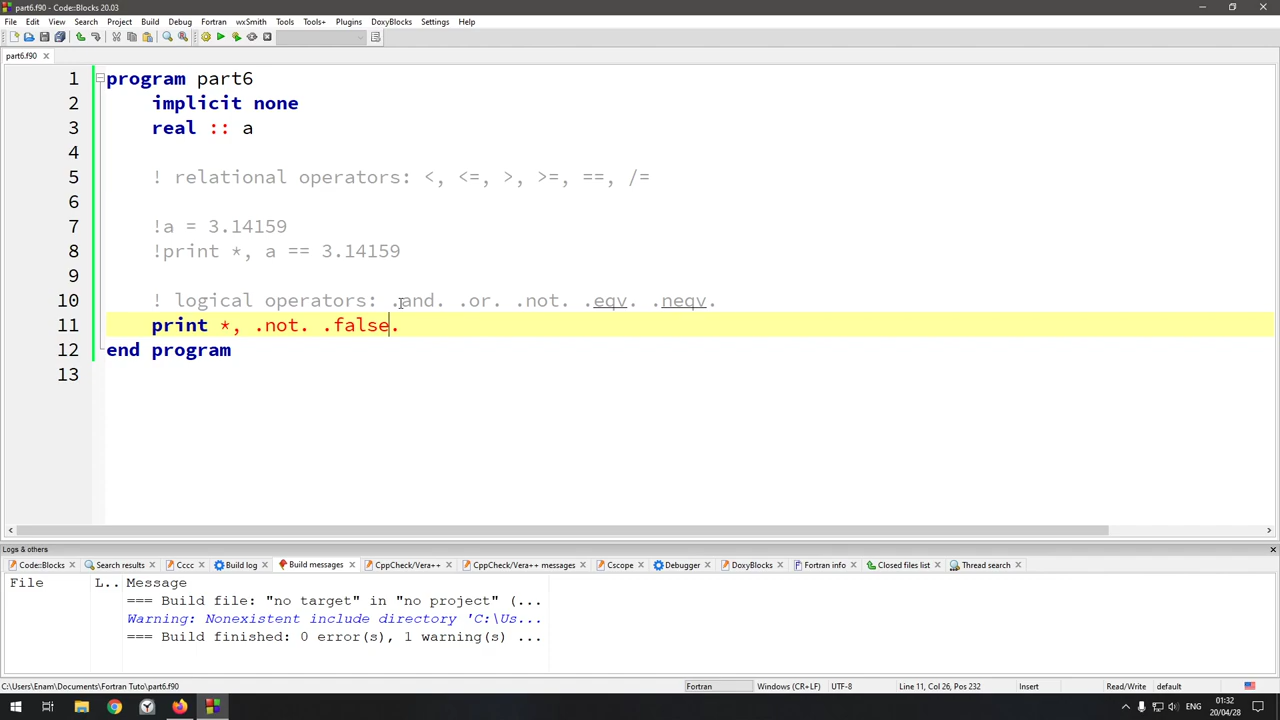 part6.f90 - Code::Blocks 20.03
File Edit View Search Project Build Debug Fortran wxSmith Tools Tools+ Plugins DoxyBlocks Settings Help
part6.f90
1 program part6
2 implicit none
3 real :: a
4
5 ! relational operators: <, <=, >, >=, ==, /=
6
7 !a = 3.14159
8 !print *, a == 3.14159
9
10 ! logical operators: .and. .or. .not. .eqv. .neqv.
11 print *, .not. .false.
12 end program
13
Logs & others
Code::Blocks Search results Cccc Build log Build messages CppCheck/Vera++ CppCheck/Vera++ messages Cscope Debugger DoxyBlocks Fortran info Closed files list Thread search
File L.. Message
=== Build file: "no target" in "no project" (...
Warning: Nonexistent include directory 'C:\Us...
=== Build finished: 0 error(s), 1 warning(s) ...
C:\Users\Enam\Documents\Fortran Tuto\part6.f90 Fortran Windows (CR+LF) UTF-8 Line 11, Col 26, Pos 232 Insert Read/Write default
ENG 01:32
20/04/28